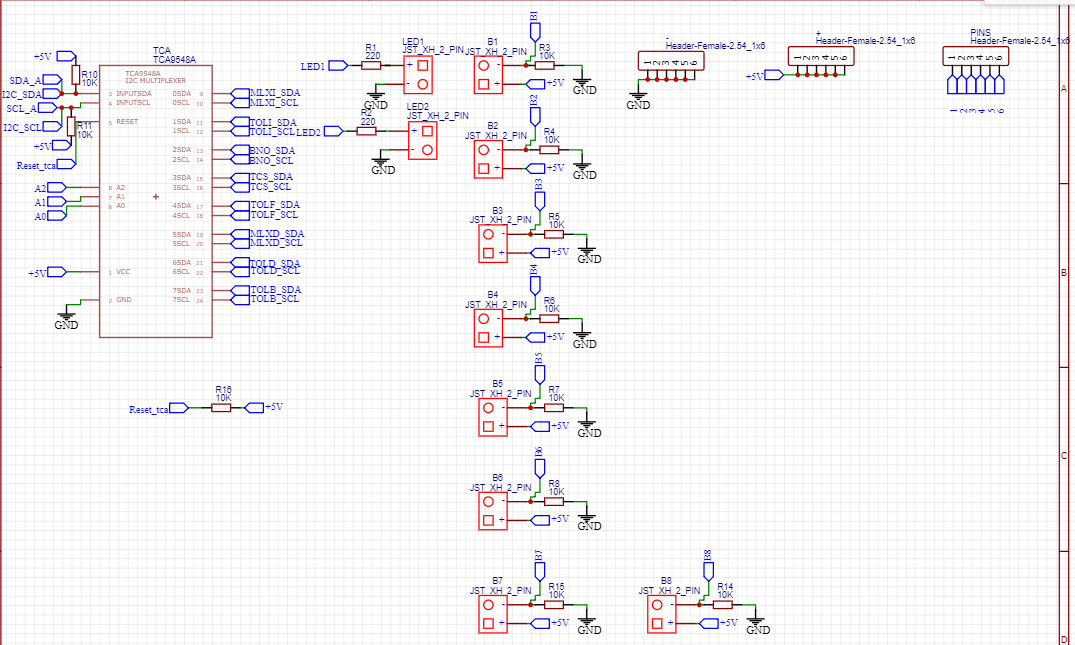 TCA
TCA9548A
TCA9548A
I2C MULTIPLEXER
+5V
R10
10K
SDA_A
I2C_SDA
SCL_A
I2C_SCL
R11
10K
+5V
Reset_tca
A2
A1
A0
+5V
GND
3 INPUTSDA
4 INPUTSCL
5 RESET
8 A2
7 A1
6 A0
1 VCC
2 GND
0SDA 9
0SCL 10
1SDA 11
1SCL 12
2SDA 13
2SCL 14
3SDA 15
3SCL 16
4SDA 17
4SCL 18
5SDA 19
5SCL 20
6SDA 21
6SCL 22
7SDA 23
7SCL 24
MLXI_SDA
MLXI_SCL
TOLI_SDA
TOLI_SCL
BNO_SDA
BNO_SCL
TCS_SDA
TCS_SCL
TOLF_SDA
TOLF_SCL
MLXD_SDA
MLXD_SCL
TOLD_SDA
TOLD_SCL
TOLB_SDA
TOLB_SCL
Reset_tca
R16
10K
+5V
LED1
R1
220
LED1
JST_XH_2_PIN
+
-
GND
LED2
R2
220
LED2
JST_XH_2_PIN
+
-
GND
B1
B1
JST_XH_2_PIN
-
+
R3
10K
+5V
GND
B2
B2
JST_XH_2_PIN
-
+
R4
10K
+5V
GND
B3
B3
JST_XH_2_PIN
-
+
R5
10K
+5V
GND
B4
B4
JST_XH_2_PIN
-
+
R6
10K
+5V
GND
B5
B5
JST_XH_2_PIN
-
+
R7
10K
+5V
GND
B6
B6
JST_XH_2_PIN
-
+
R8
10K
+5V
GND
B7
B7
JST_XH_2_PIN
-
+
R15
10K
+5V
GND
B8
B8
JST_XH_2_PIN
-
+
R14
10K
+5V
GND
-
Header-Female-2.54_1x6
1 2 3 4 5 6
GND
+
Header-Female-2.54_1x6
1 2 3 4 5 6
+5V
PINS
Header-Female-2.54_1x6
1 2 3 4 5 6
1 2 3 4 5 6
A
B
C
D